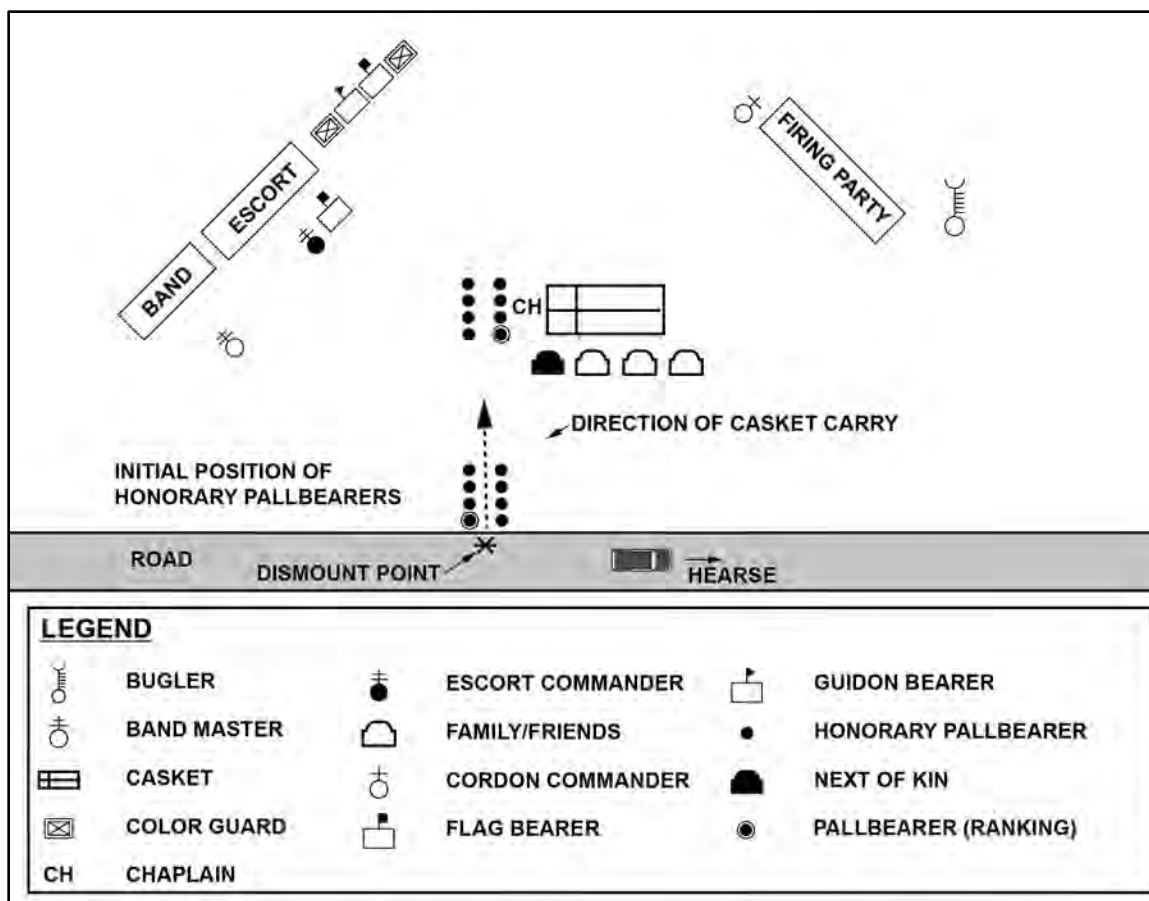 ESCORT
BAND
FIRING PARTY
CH
DIRECTION OF CASKET CARRY
INITIAL POSITION OF
HONORARY PALLBEARERS
ROAD
DISMOUNT POINT
HEARSE
LEGEND
BUGLER
ESCORT COMMANDER
GUIDON BEARER
BAND MASTER
FAMILY/FRIENDS
HONORARY PALLBEARER
CASKET
CORDON COMMANDER
NEXT OF KIN
COLOR GUARD
FLAG BEARER
PALLBEARER (RANKING)
CH CHAPLAIN